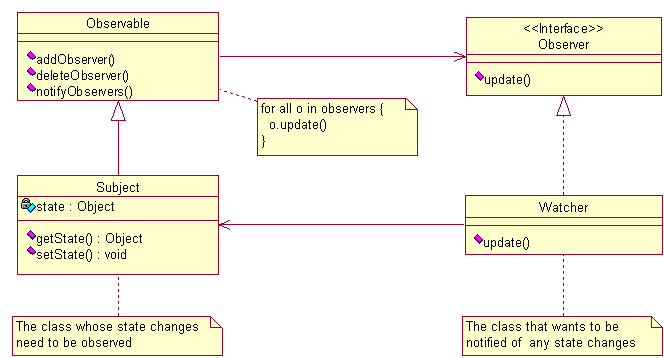 Observable
addObserver()
deleteObserver()
notifyObservers()
<<Interface>>
Observer
update()
for all o in observers {
o.update()
}
Subject
state : Object
getState() : Object
setState() : void
Watcher
update()
The class whose state changes
need to be observed
The class that wants to be
notified of any state changes